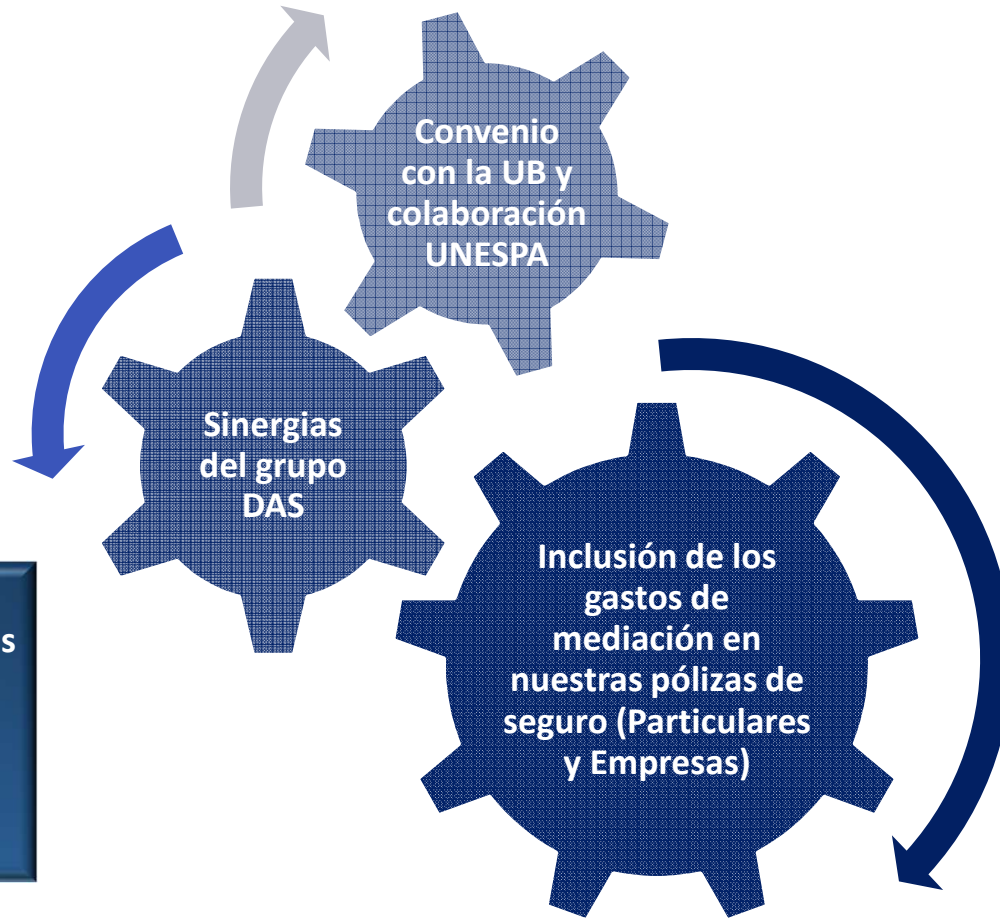 Convenio
con la UB y
colaboración
UNESPA
Sinergias
del grupo
DAS
Inclusión de los
gastos de
mediación en
nuestras pólizas de
seguro (Particulares
y Empresas)